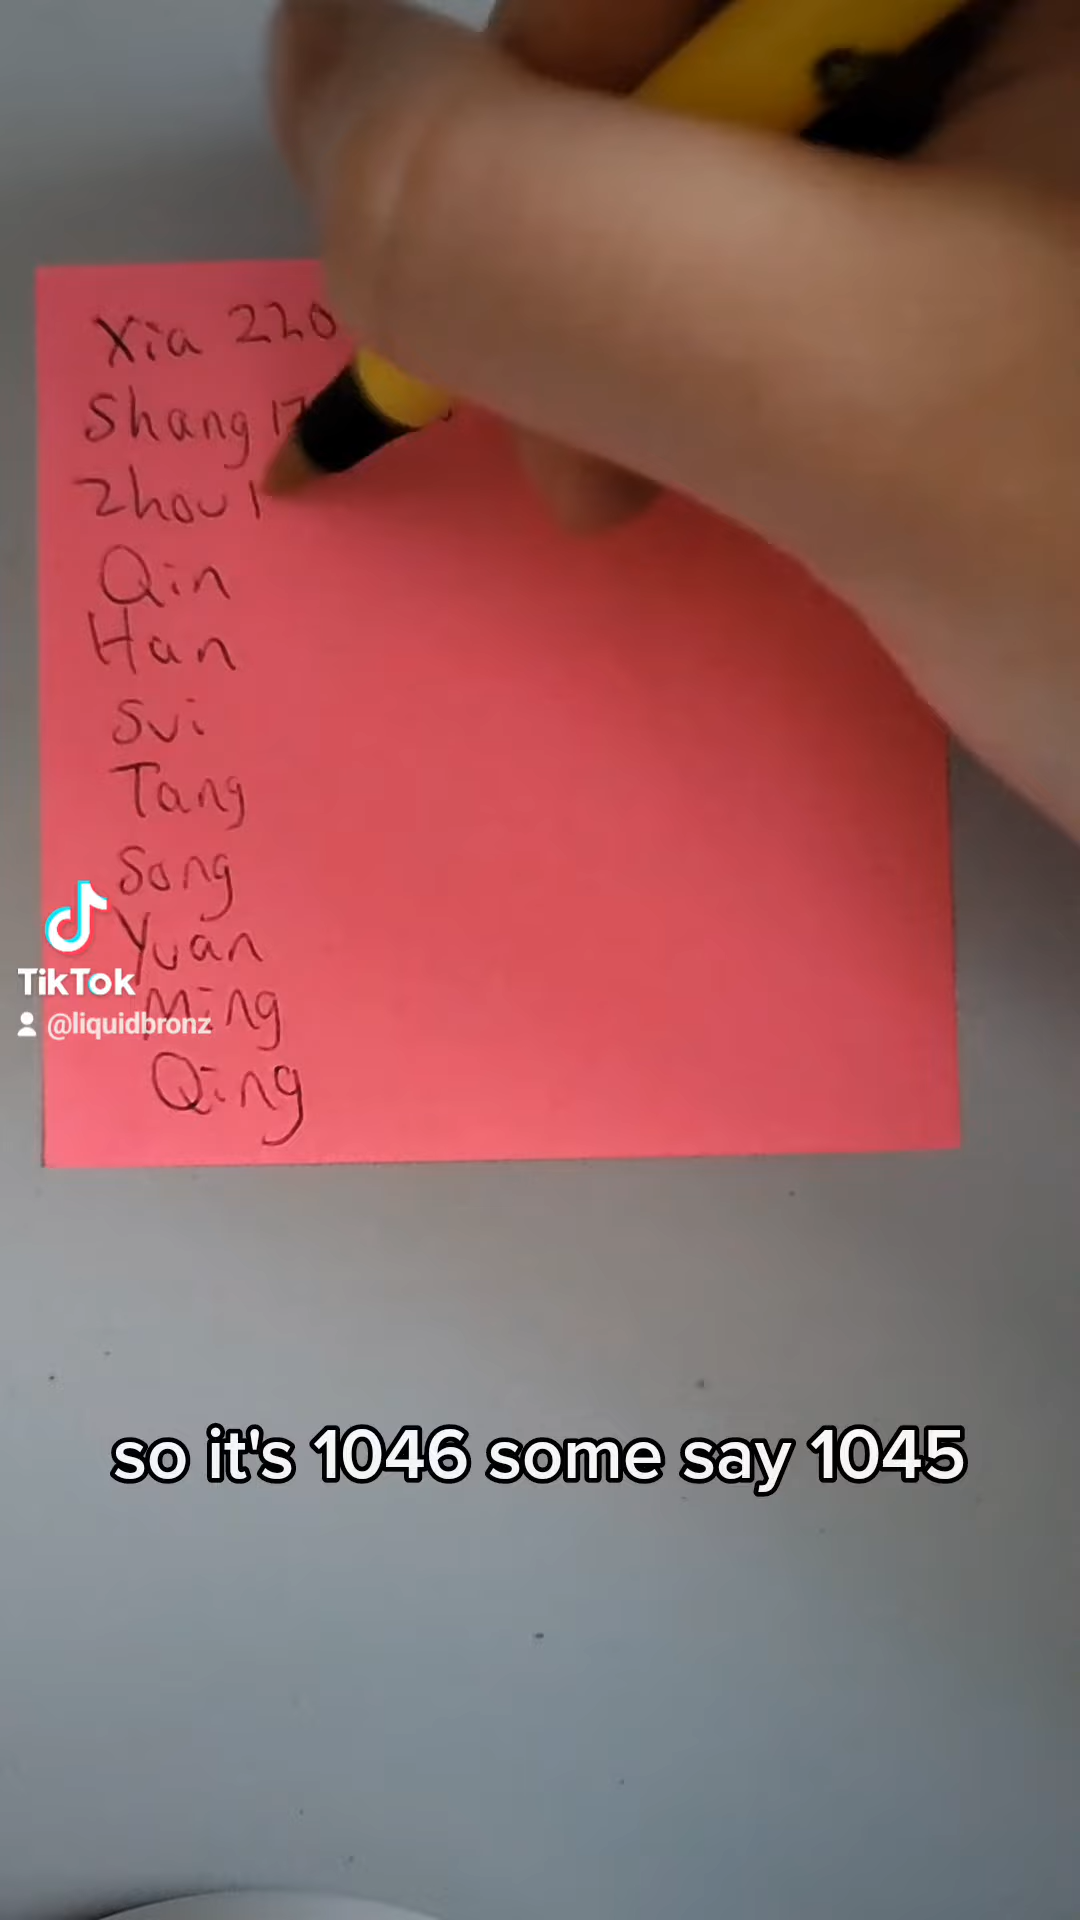 Xia 220
Shang 17
Zhou 1
Qin
Han
Sui
Tang
Song
Yuan
Ming
Qing
TikTok
@liquidbronz
so it's 1046 some say 1045